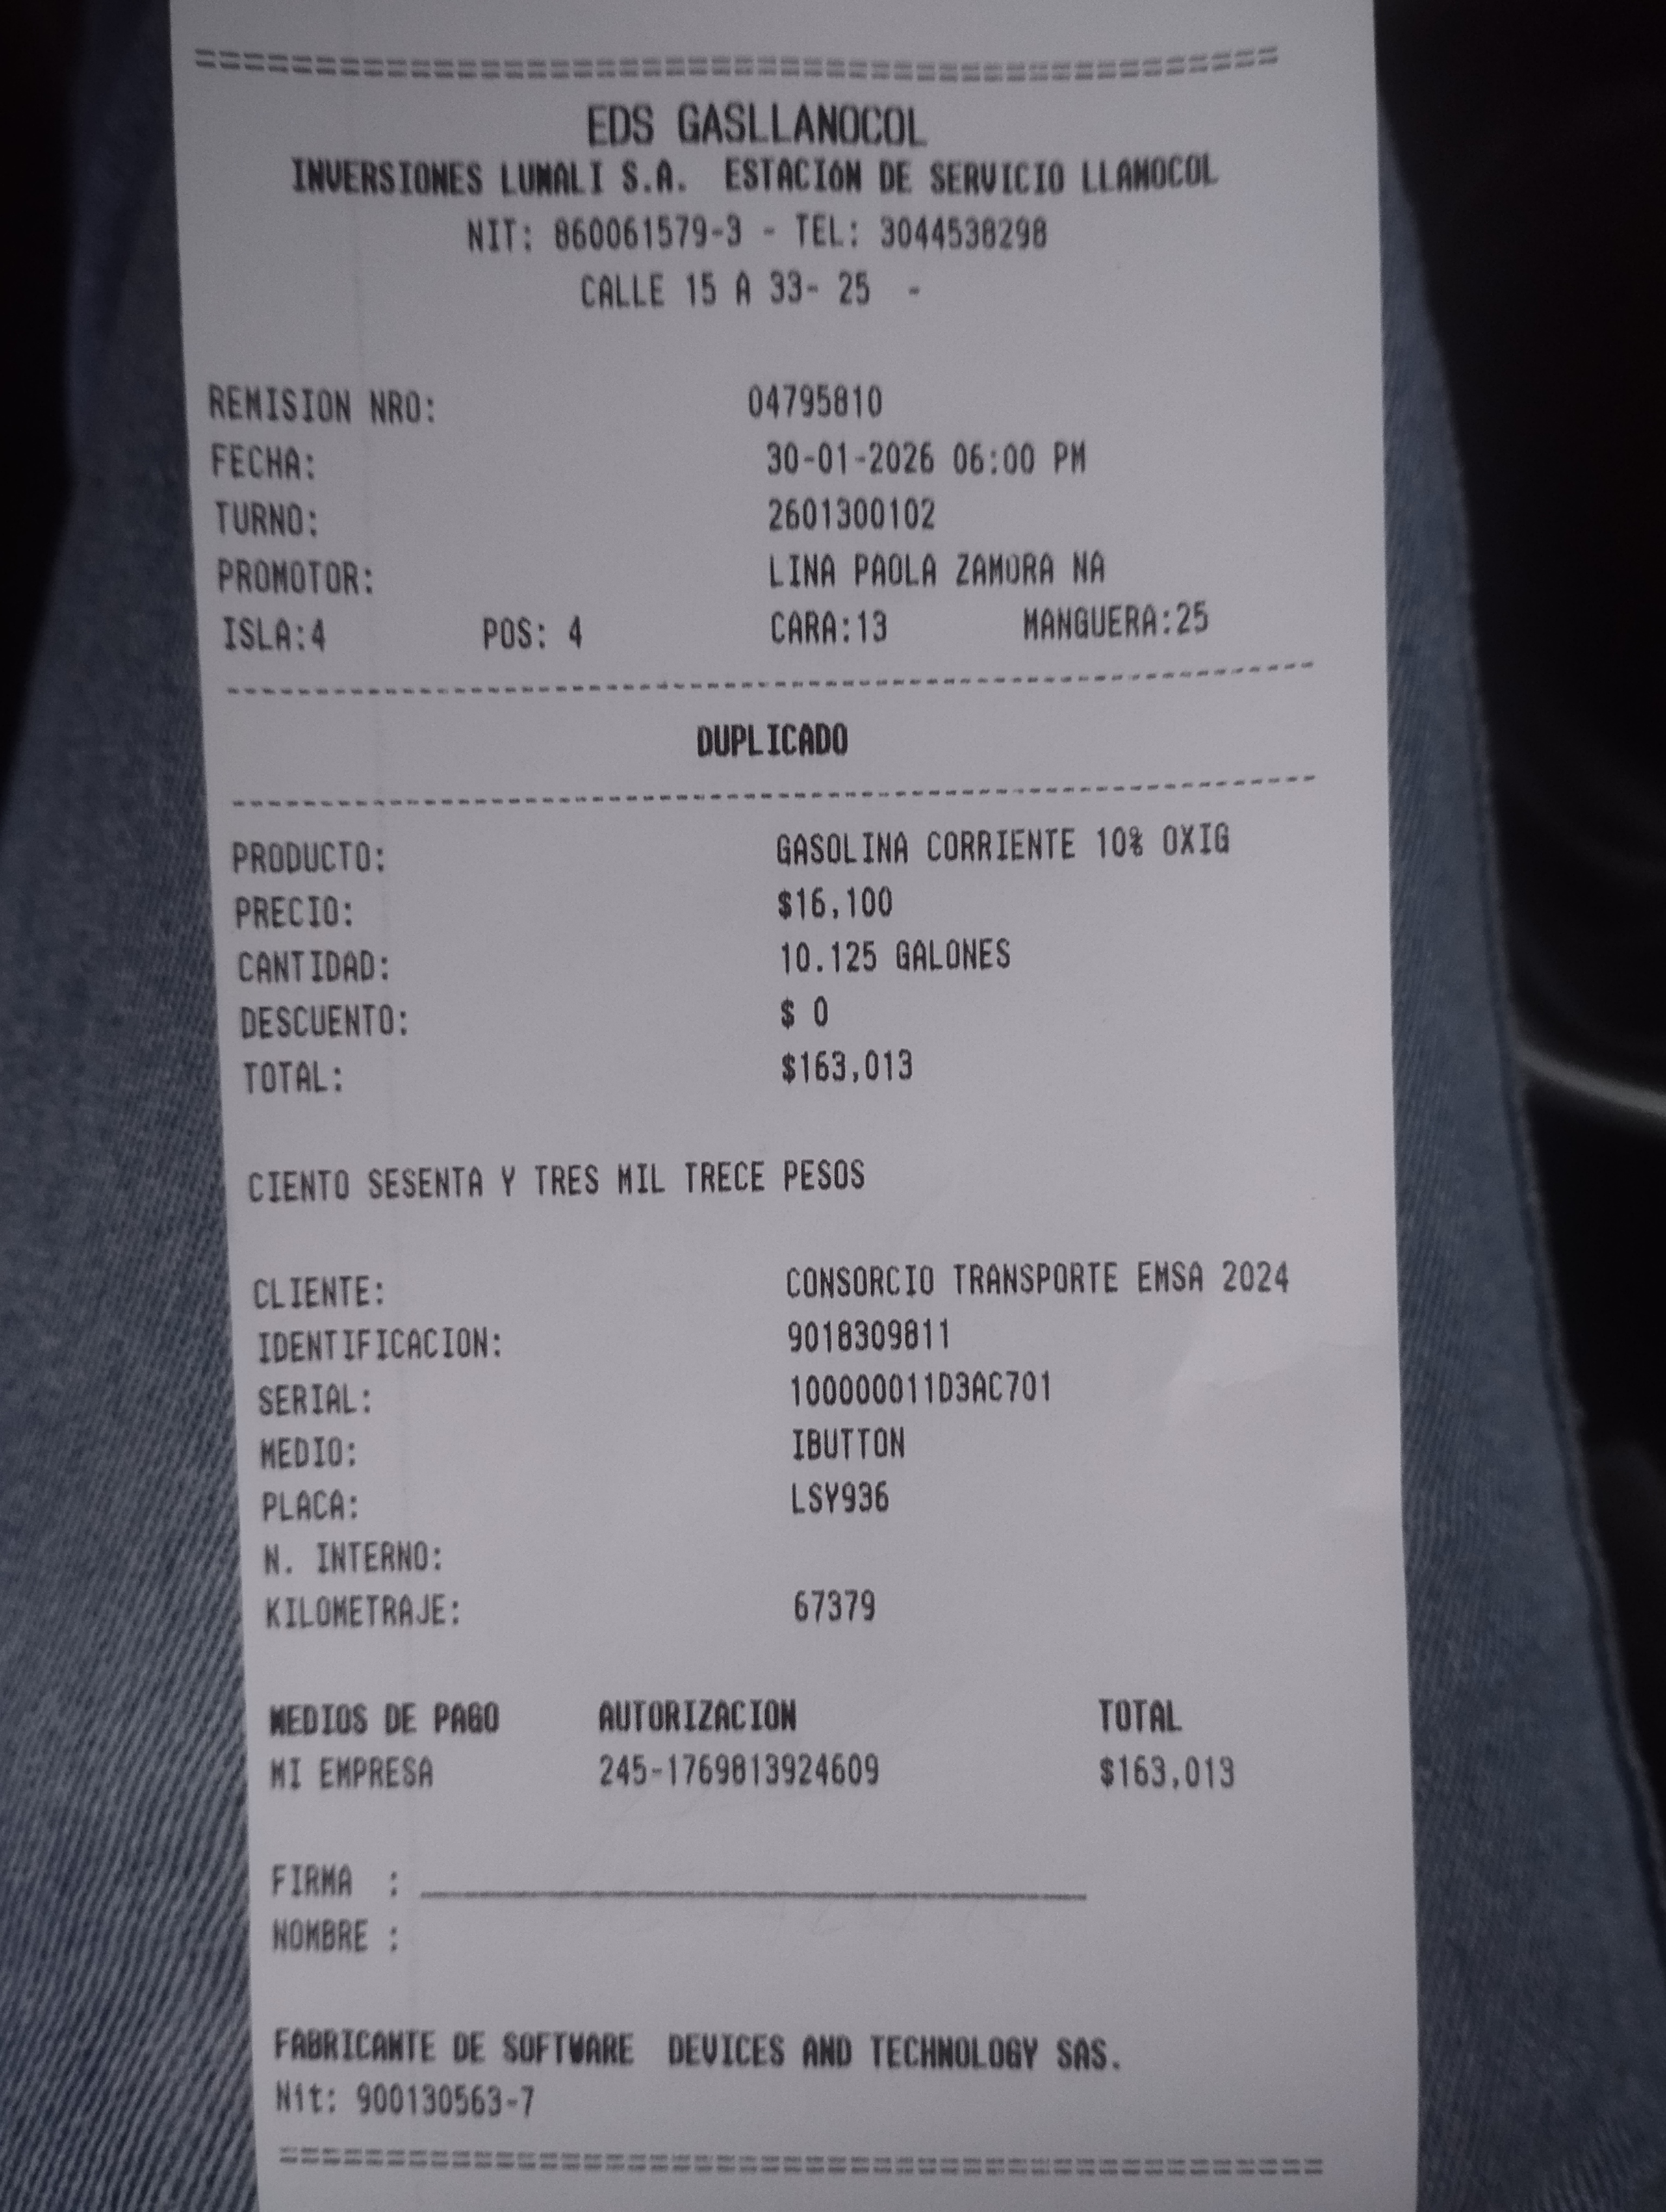 ================================================
EDS GASLLANOCOL
INVERSIONES LUMALI S.A. ESTACIÓN DE SERVICIO LLANOCOL
NIT: 860061579-3 - TEL: 3044538298
CALLE 15 A 33- 25 -
REMISION NRO: 04795810
FECHA: 30-01-2026 06:00 PM
TURNO: 2601300102
PROMOTOR: LINA PAOLA ZAMORA NA
ISLA:4 POS: 4 CARA:13 MANGUERA:25
------------------------------------------------
DUPLICADO
------------------------------------------------
PRODUCTO: GASOLINA CORRIENTE 10% OXIG
PRECIO: $16,100
CANTIDAD: 10.125 GALONES
DESCUENTO: $ 0
TOTAL: $163,013
CIENTO SESENTA Y TRES MIL TRECE PESOS
CLIENTE: CONSORCIO TRANSPORTE EMSA 2024
IDENTIFICACION: 9018309811
SERIAL: 100000011D3AC701
MEDIO: IBUTTON
PLACA: LSY936
N. INTERNO:
KILOMETRAJE: 67379
MEDIOS DE PAGO AUTORIZACION TOTAL
MI EMPRESA 245-1769813924609 $163,013
FIRMA : ______________________________
NOMBRE :
FABRICANTE DE SOFTWARE DEVICES AND TECHNOLOGY SAS.
Nit: 900130563-7
================================================